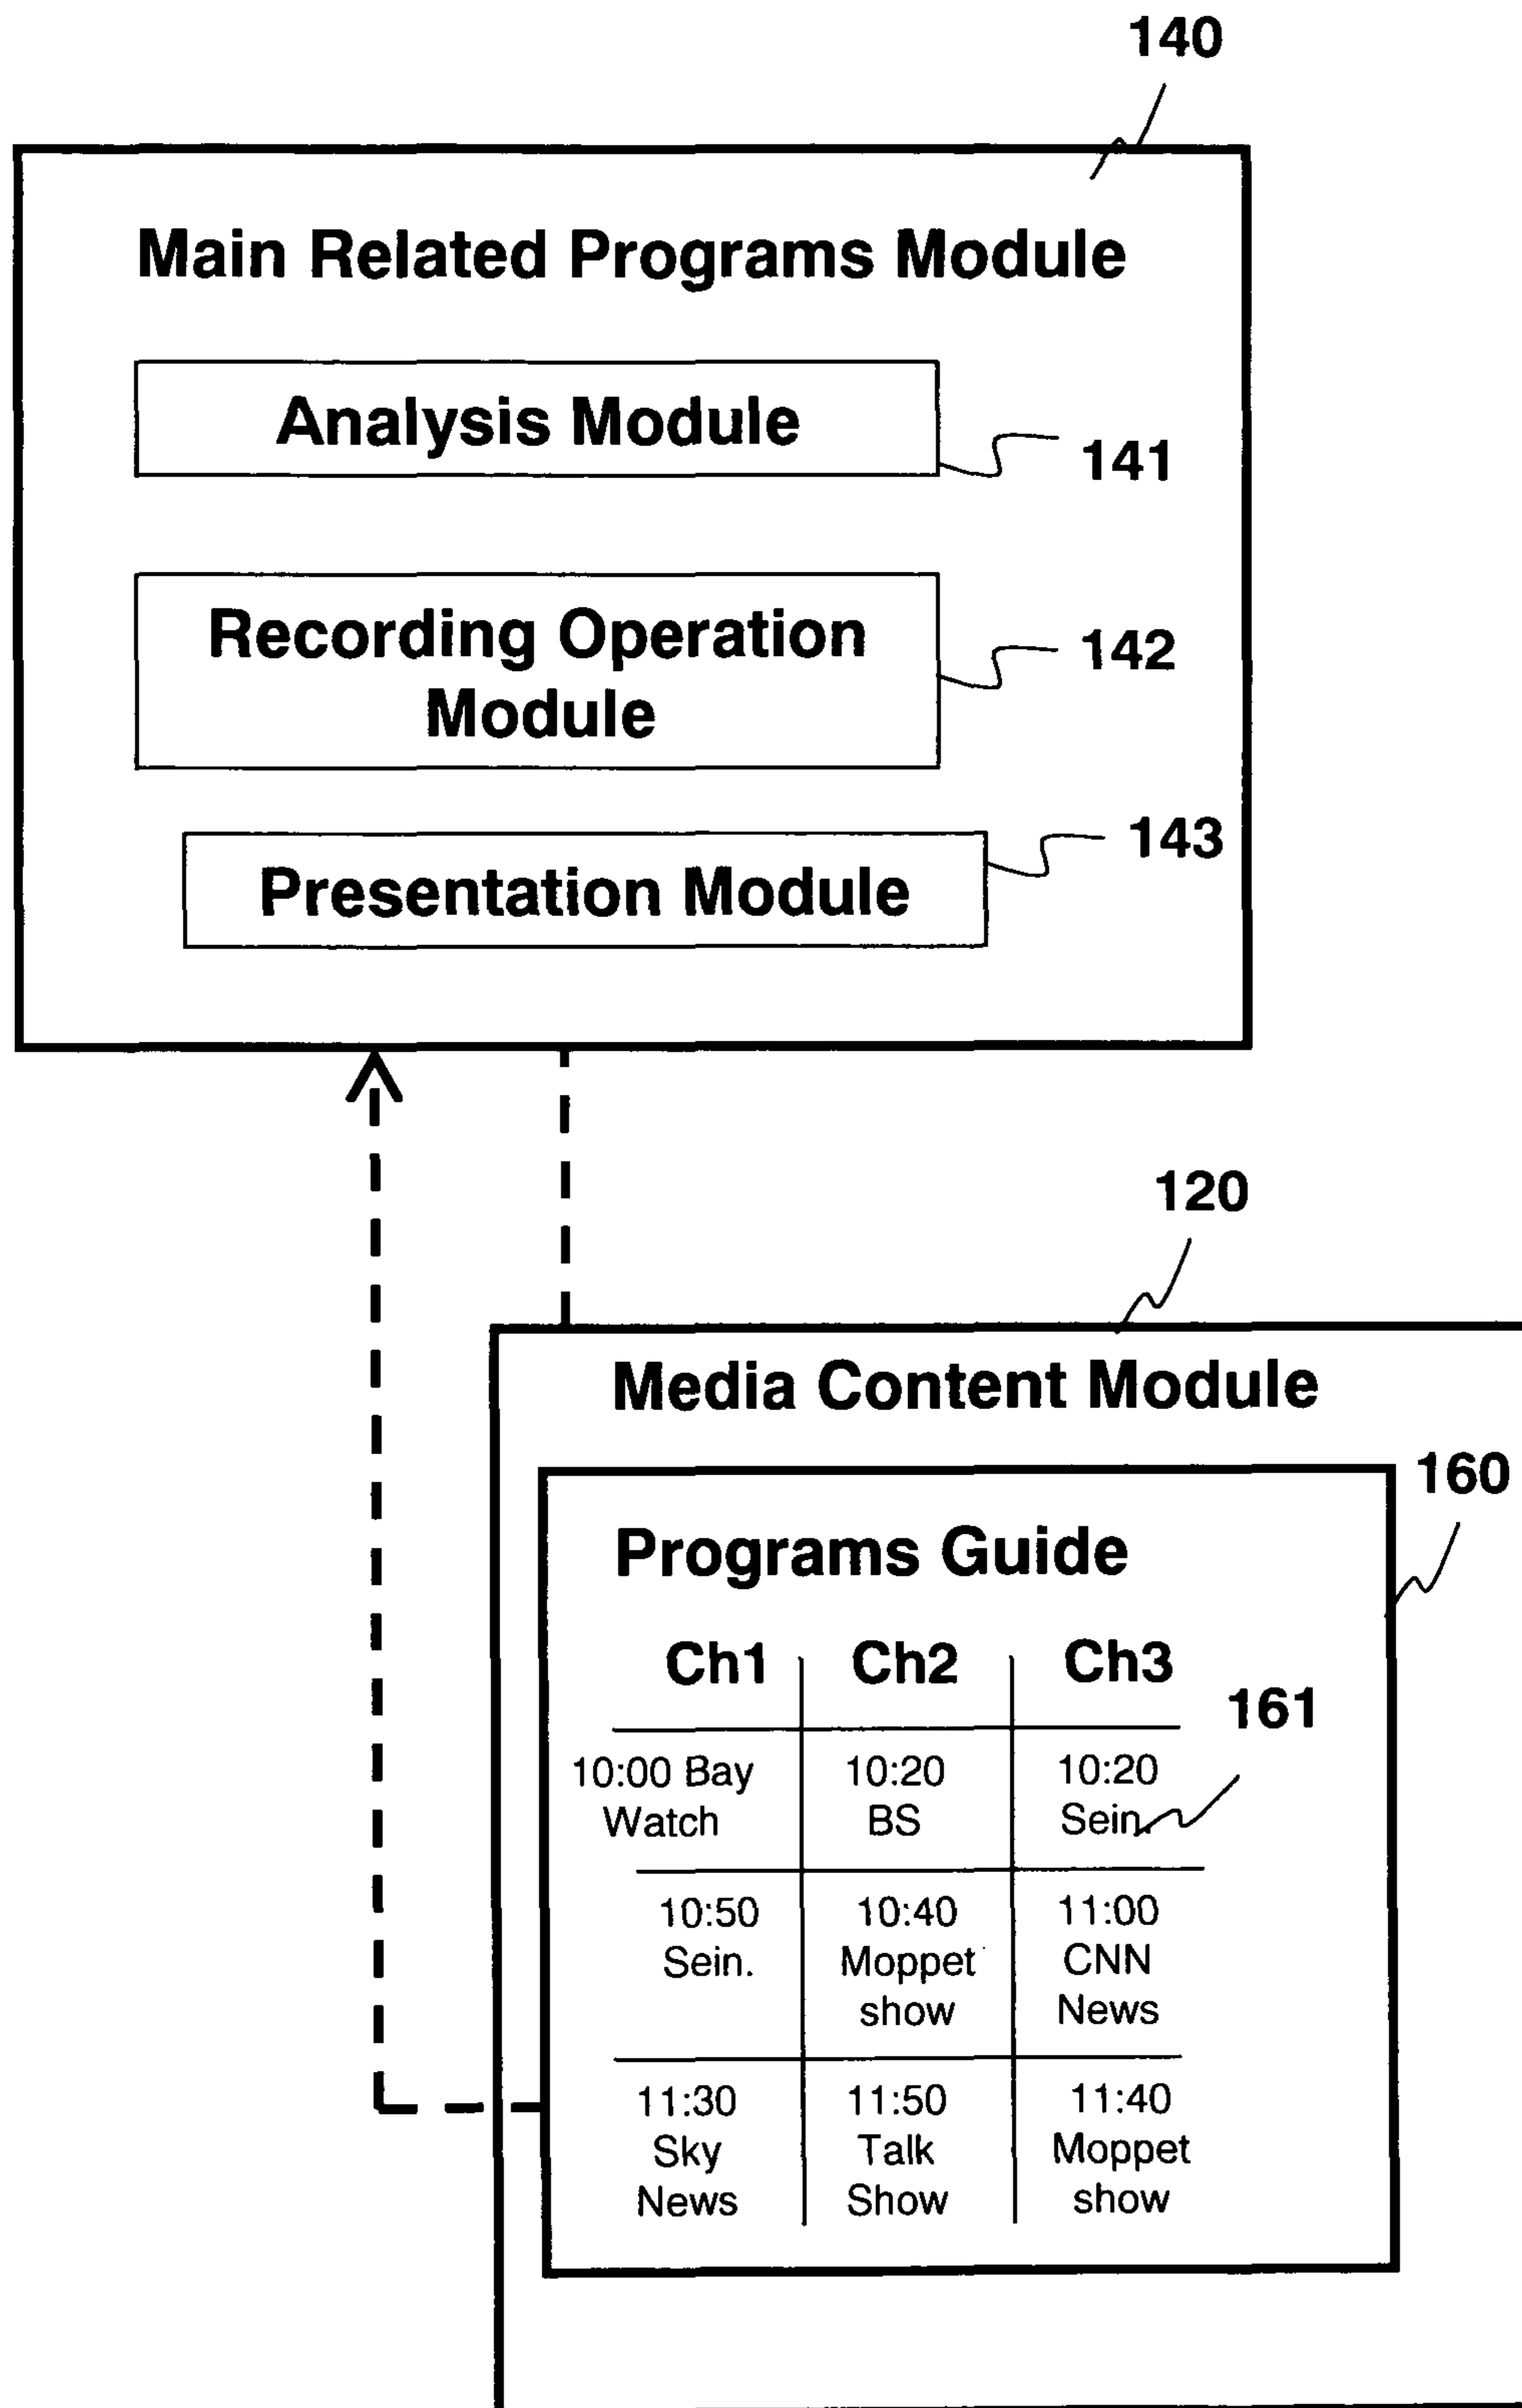 140
Main Related Programs Module
Analysis Module
141
Recording Operation
Module
142
143
Presentation Module
120
Media Content Module
160
Programs Guide
Ch1 Ch2 Ch3
161
10:00 Bay
Watch
10:20
BS
10:20
Sein.
10:50
Sein.
10:40
Moppet
show
11:00
CNN
News
11:30
Sky
News
11:50
Talk
Show
11:40
Moppet
show